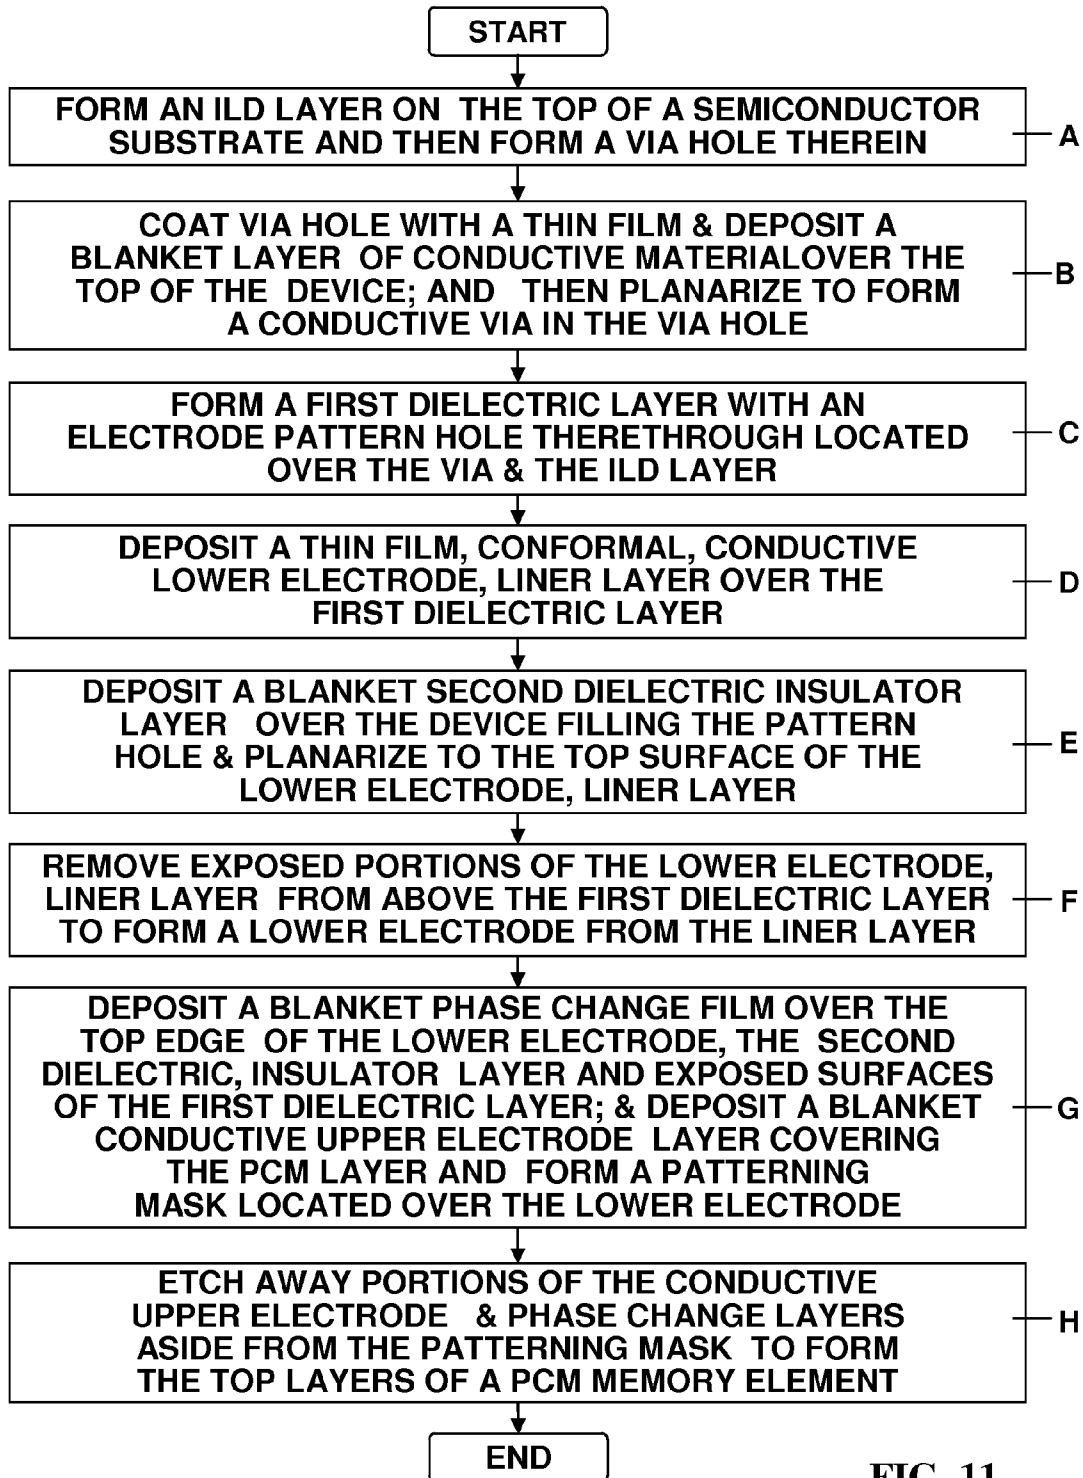 START
FORM AN ILD LAYER ON THE TOP OF A SEMICONDUCTOR
SUBSTRATE AND THEN FORM A VIA HOLE THEREIN
A
COAT VIA HOLE WITH A THIN FILM & DEPOSIT A
BLANKET LAYER OF CONDUCTIVE MATERIALOVER THE
TOP OF THE DEVICE; AND THEN PLANARIZE TO FORM
A CONDUCTIVE VIA IN THE VIA HOLE
B
FORM A FIRST DIELECTRIC LAYER WITH AN
ELECTRODE PATTERN HOLE THERETHROUGH LOCATED
OVER THE VIA & THE ILD LAYER
C
DEPOSIT A THIN FILM, CONFORMAL, CONDUCTIVE
LOWER ELECTRODE, LINER LAYER OVER THE
FIRST DIELECTRIC LAYER
D
DEPOSIT A BLANKET SECOND DIELECTRIC INSULATOR
LAYER OVER THE DEVICE FILLING THE PATTERN
HOLE & PLANARIZE TO THE TOP SURFACE OF THE
LOWER ELECTRODE, LINER LAYER
E
REMOVE EXPOSED PORTIONS OF THE LOWER ELECTRODE,
LINER LAYER FROM ABOVE THE FIRST DIELECTRIC LAYER
TO FORM A LOWER ELECTRODE FROM THE LINER LAYER
F
DEPOSIT A BLANKET PHASE CHANGE FILM OVER THE
TOP EDGE OF THE LOWER ELECTRODE, THE SECOND
DIELECTRIC, INSULATOR LAYER AND EXPOSED SURFACES
OF THE FIRST DIELECTRIC LAYER; & DEPOSIT A BLANKET
CONDUCTIVE UPPER ELECTRODE LAYER COVERING
THE PCM LAYER AND FORM A PATTERNING
MASK LOCATED OVER THE LOWER ELECTRODE
G
ETCH AWAY PORTIONS OF THE CONDUCTIVE
UPPER ELECTRODE & PHASE CHANGE LAYERS
ASIDE FROM THE PATTERNING MASK TO FORM
THE TOP LAYERS OF A PCM MEMORY ELEMENT
H
END
FIG. 11